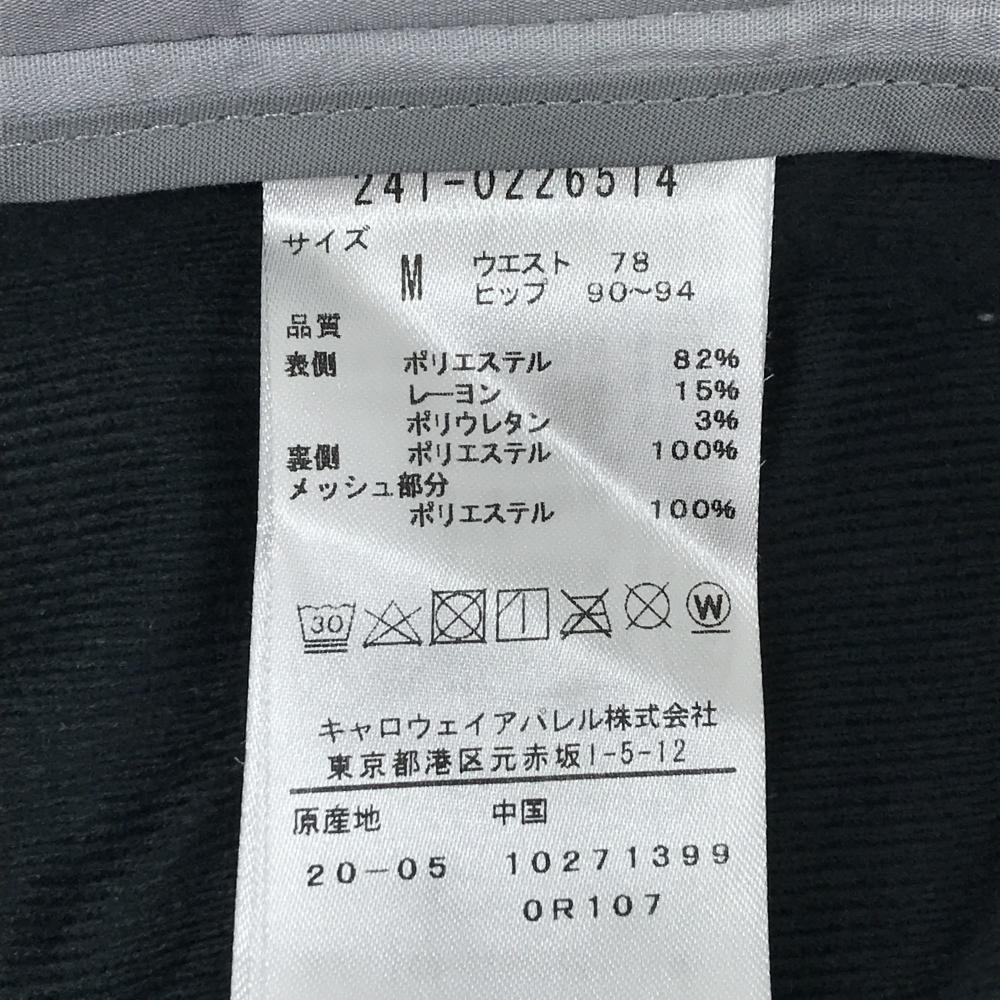 241-0226514
サイズ
M ウエスト 78
ヒップ 90~94
品質
表側 ポリエステル 82%
レーヨン 15%
ポリウレタン 3%
裏側 ポリエステル 100%
メッシュ部分
ポリエステル 100%
30 W
キャロウェイアパレル株式会社
東京都港区元赤坂1-5-12
原産地 中国
20-05 10271399
0R107